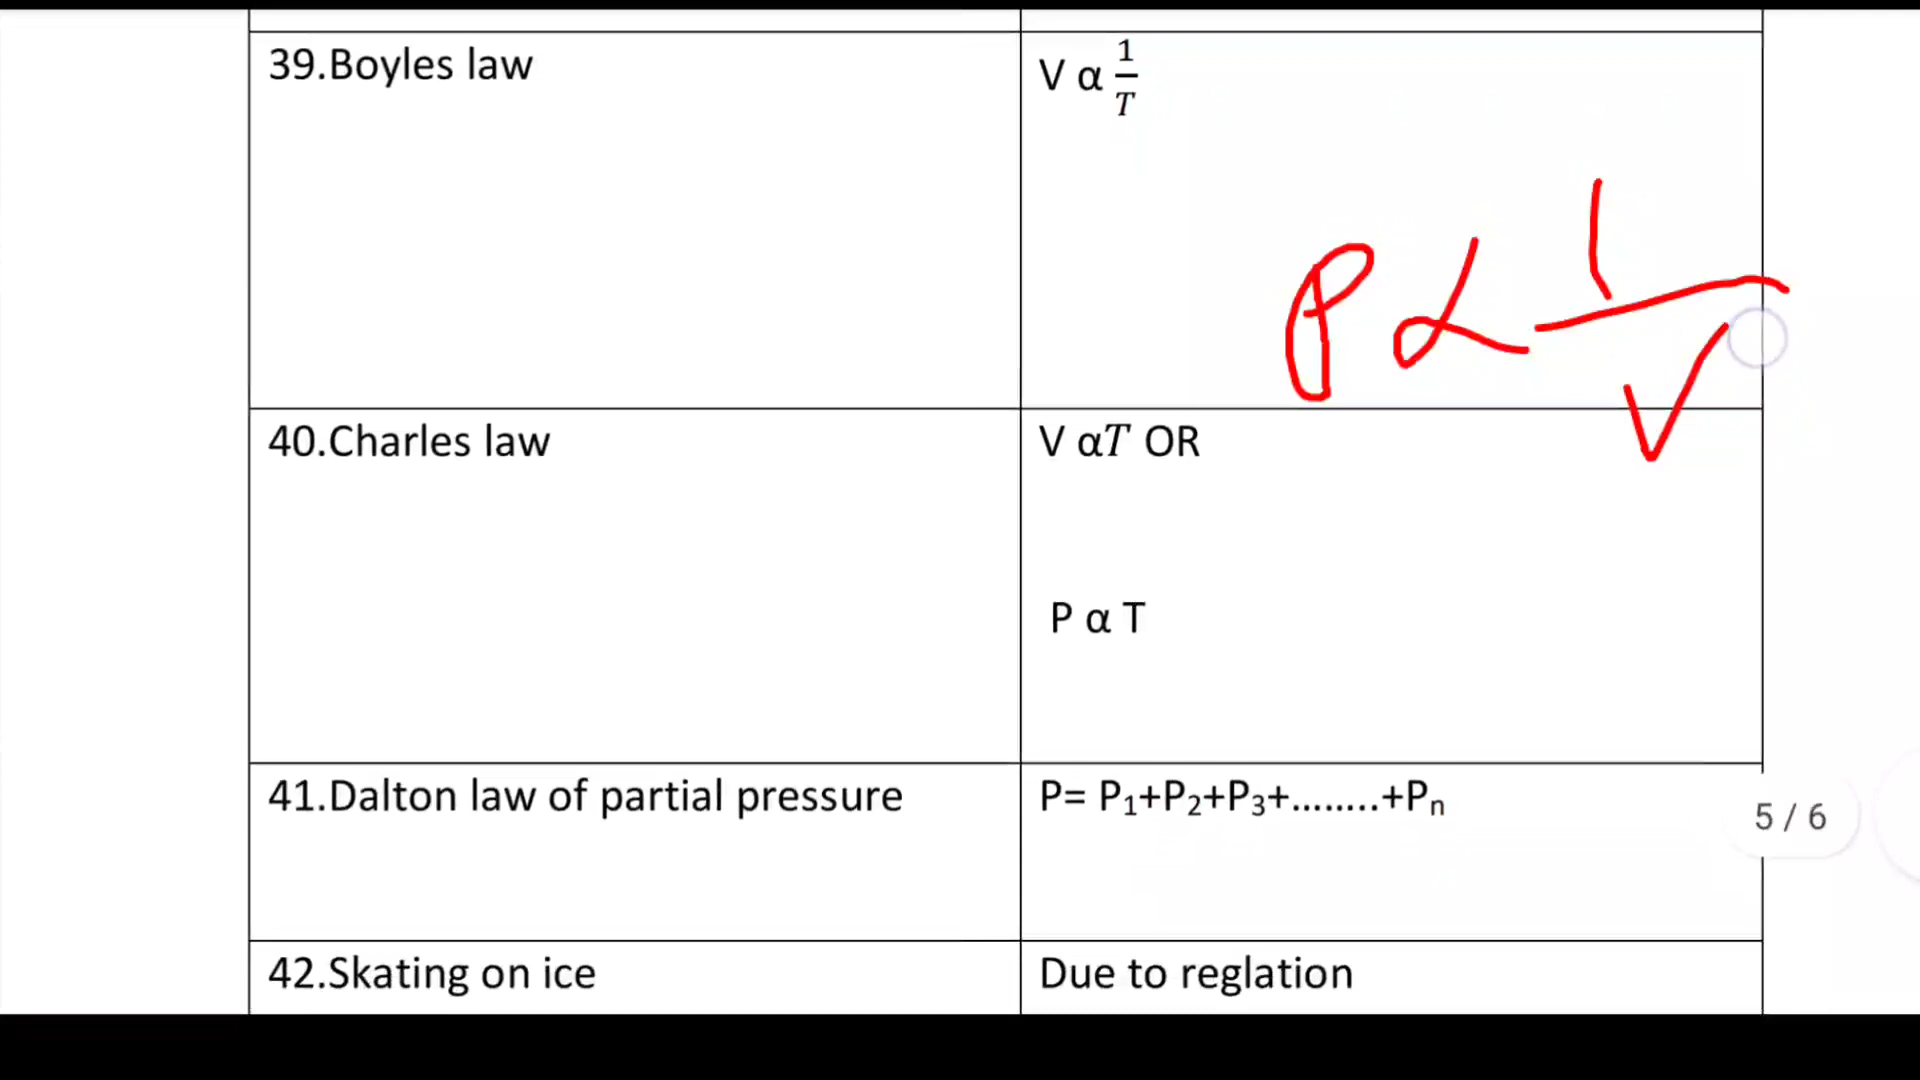 39.Boyles law
V α 1/T
P ∝ 1/V
40.Charles law
V αT OR
P α T
41.Dalton law of partial pressure
P= P₁+P₂+P₃+........+Pₙ
5 / 6
42.Skating on ice
Due to reglation